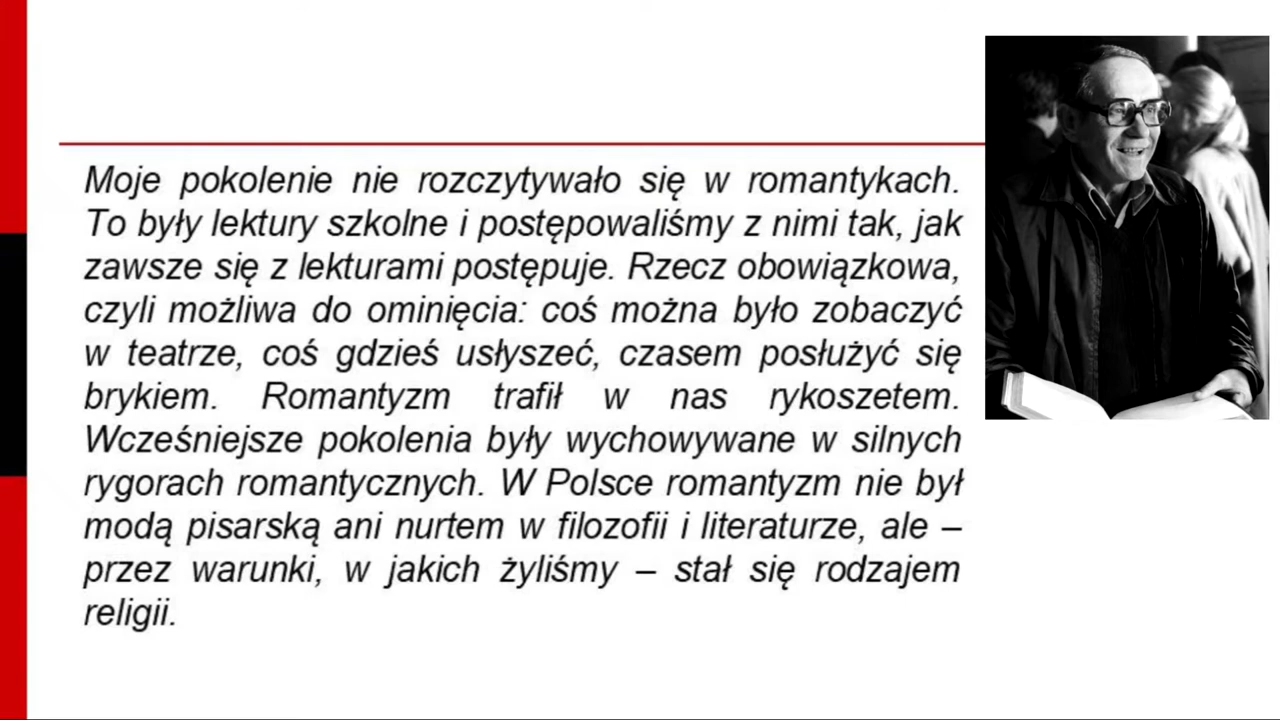 Moje pokolenie nie rozczytywało się w romantykach.
To były lektury szkolne i postępowaliśmy z nimi tak, jak
zawsze się z lekturami postępuje. Rzecz obowiązkowa,
czyli możliwa do ominięcia: coś można było zobaczyć
w teatrze, coś gdzieś usłyszeć, czasem posłużyć się
brykiem. Romantyzm trafił w nas rykoszetem.
Wcześniejsze pokolenia były wychowywane w silnych
rygorach romantycznych. W Polsce romantyzm nie był
modą pisarską ani nurtem w filozofii i literaturze, ale –
przez warunki, w jakich żyliśmy – stał się rodzajem
religii.